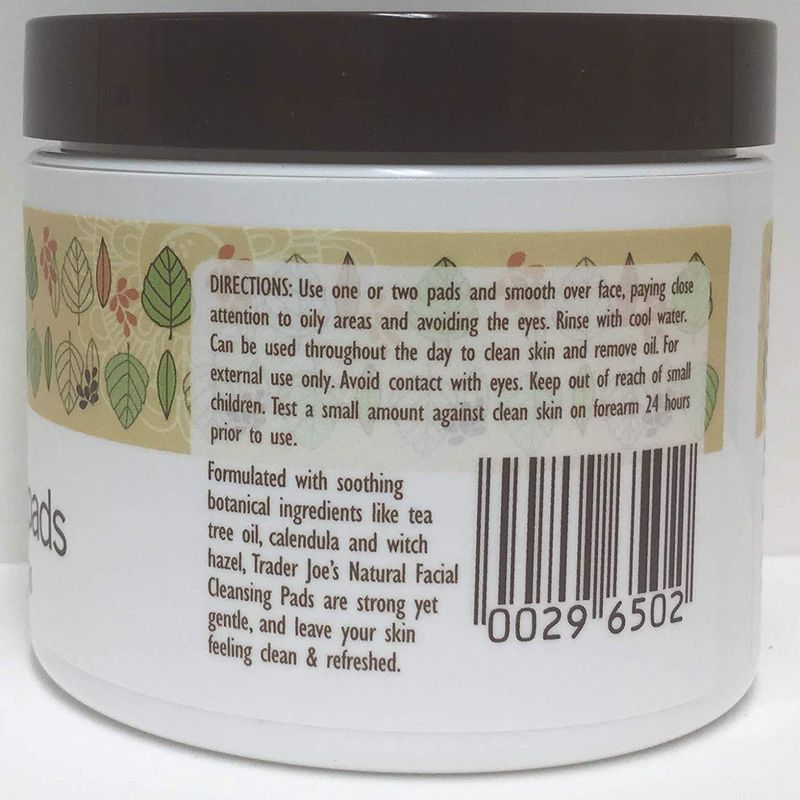 DIRECTIONS: Use one or two pads and smooth over face, paying close
attention to oily areas and avoiding the eyes. Rinse with cool water.
Can be used throughout the day to clean skin and remove oil. For
external use only. Avoid contact with eyes. Keep out of reach of small
children. Test a small amount against clean skin on forearm 24 hours
prior to use.
Formulated with soothing
botanical ingredients like tea
tree oil, calendula and witch
hazel, Trader Joe's Natural Facial
Cleansing Pads are strong yet
gentle, and leave your skin
feeling clean & refreshed.
0029 6502